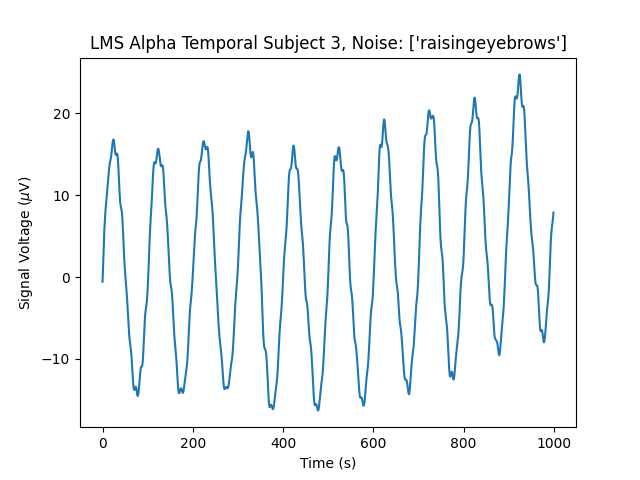 LMS Alpha Temporal Subject 3, Noise: ['raisingeyebrows']
Signal Voltage (μV)
20
10
0
−10
0 200 400 600 800 1000
Time (s)